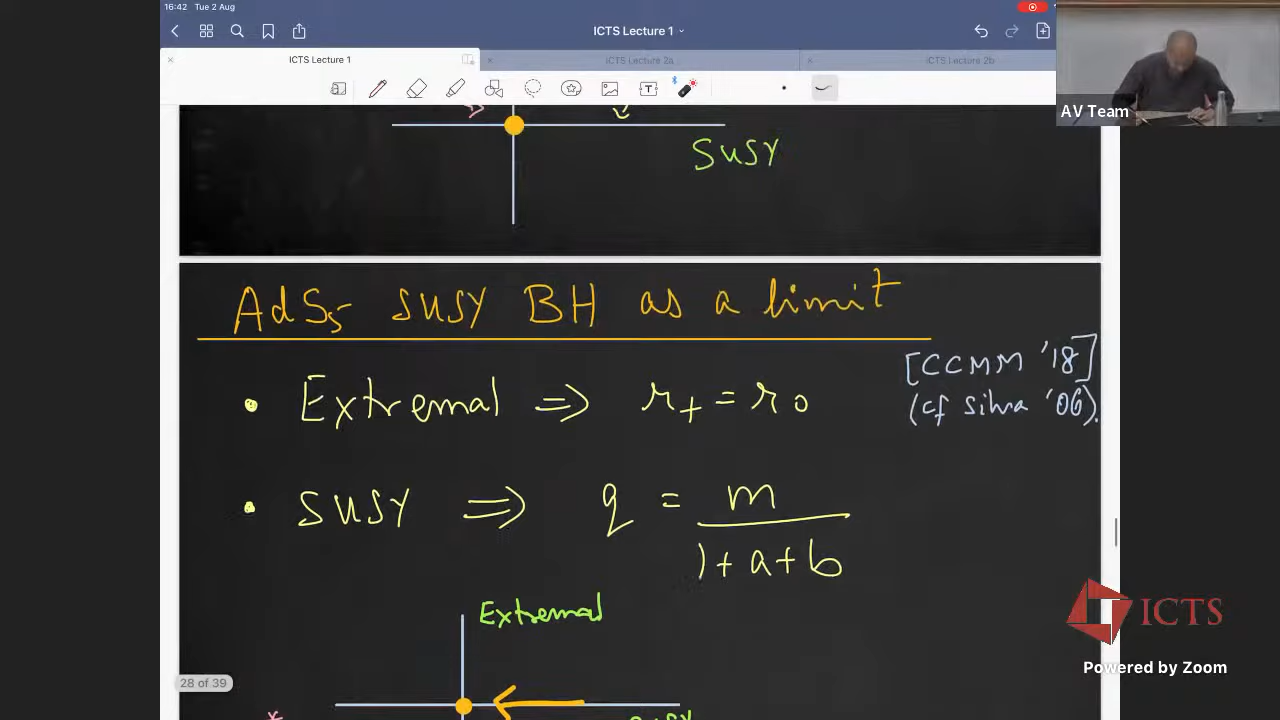 16:42 Tue 2 Aug
ICTS Lecture 1
ICTS Lecture 1
ICTS Lecture 2a
ICTS Lecture 2b
AV Team
SUSY
AdS5 SUSY BH as a limit
[CCMM '18]
(cf Silva '06).
• Extremal ⟹ r+ = r0
• SUSY ⟹ q = m
1+a+b
Extremal
28 of 39
ICTS
Powered by Zoom